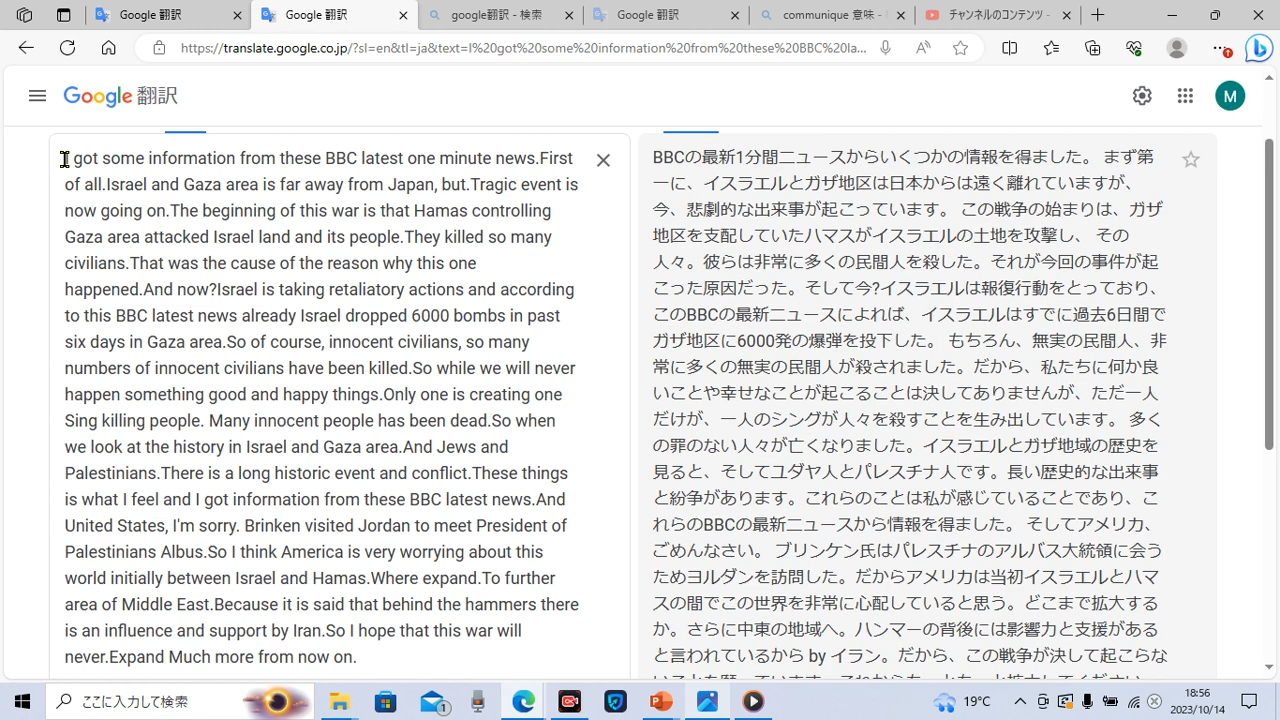 Google 翻訳
Google 翻訳
google翻訳 - 検索
Google 翻訳
communique 意味 -
チャンネルのコンテンツ -
https://translate.google.co.jp/?sl=en&tl=ja&text=I%20got%20some%20information%20from%20these%20BBC%20la...
Google 翻訳
M
I got some information from these BBC latest one minute news.First
of all.Israel and Gaza area is far away from Japan, but.Tragic event is
now going on.The beginning of this war is that Hamas controlling
Gaza area attacked Israel land and its people.They killed so many
civilians.That was the cause of the reason why this one
happened.And now?Israel is taking retaliatory actions and according
to this BBC latest news already Israel dropped 6000 bombs in past
six days in Gaza area.So of course, innocent civilians, so many
numbers of innocent civilians have been killed.So while we will never
happen something good and happy things.Only one is creating one
Sing killing people. Many innocent people has been dead.So when
we look at the history in Israel and Gaza area.And Jews and
Palestinians.There is a long historic event and conflict.These things
is what I feel and I got information from these BBC latest news.And
United States, I'm sorry. Brinken visited Jordan to meet President of
Palestinians Albus.So I think America is very worrying about this
world initially between Israel and Hamas.Where expand.To further
area of Middle East.Because it is said that behind the hammers there
is an influence and support by Iran.So I hope that this war will
never.Expand Much more from now on.
BBCの最新1分間ニュースからいくつかの情報を得ました。 まず第
一に、イスラエルとガザ地区は日本からは遠く離れていますが、
今、悲劇的な出来事が起こっています。 この戦争の始まりは、ガザ
地区を支配していたハマスがイスラエルの土地を攻撃し、 その
人々。彼らは非常に多くの民間人を殺した。それが今回の事件が起
こった原因だった。そして今?イスラエルは報復行動をとっており、
このBBCの最新ニュースによれば、イスラエルはすでに過去6日間で
ガザ地区に6000発の爆弾を投下した。 もちろん、無実の民間人、非
常に多くの無実の民間人が殺されました。だから、私たちに何か良
いことや幸せなことが起こることは決してありませんが、ただ一人
だけが、一人のシングが人々を殺すことを生み出しています。 多く
の罪のない人々が亡くなりました。イスラエルとガザ地域の歴史を
見ると、そしてユダヤ人とパレスチナ人です。長い歴史的な出来事
と紛争があります。これらのことは私が感じていることであり、こ
れらのBBCの最新ニュースから情報を得ました。 そしてアメリカ、
ごめんなさい。 ブリンケン氏はパレスチナのアルバス大統領に会う
ためヨルダンを訪問した。だからアメリカは当初イスラエルとハマ
スの間でこの世界を非常に心配していると思う。どこまで拡大する
か。さらに中東の地域へ。ハンマーの背後には影響力と支援がある
と言われているから by イラン。だから、この戦争が決して起こらな
ここに入力して検索
1
19℃
18:56
2023/10/14